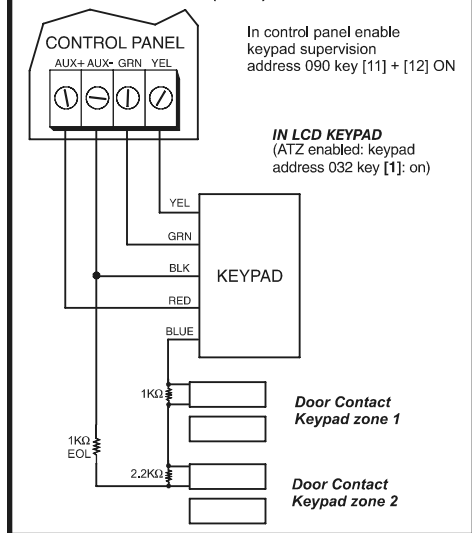 CONTROL PANEL
AUX+ AUX- GRN YEL
In control panel enable
keypad supervision
address 090 key [11] + [12] ON
IN LCD KEYPAD
(ATZ enabled: keypad
address 032 key [1]: on)
YEL
GRN
BLK
KEYPAD
RED
BLUE
1KΩ
Door Contact
Keypad zone 1
1KΩ
EOL
2.2KΩ
Door Contact
Keypad zone 2